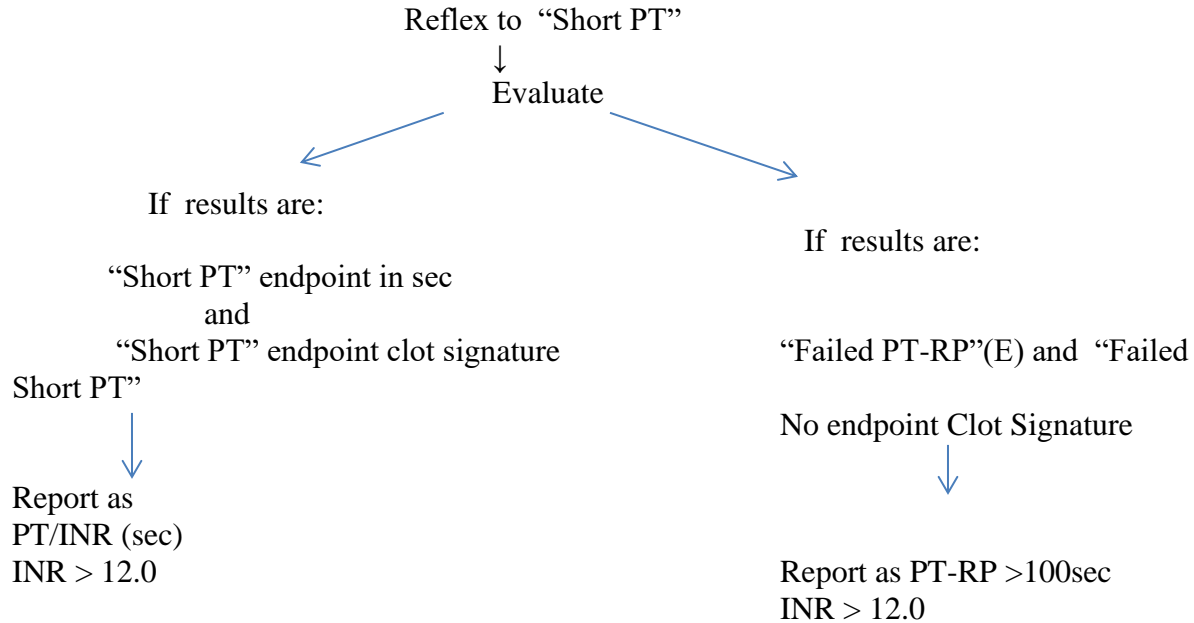 Reflex to “Short PT”
↓
Evaluate
If results are:
“Short PT” endpoint in sec
and
“Short PT” endpoint clot signature
If results are:
“Failed PT-RP”(E) and “Failed
Short PT”
No endpoint Clot Signature
Report as
PT/INR (sec)
INR > 12.0
Report as PT-RP >100sec
INR > 12.0